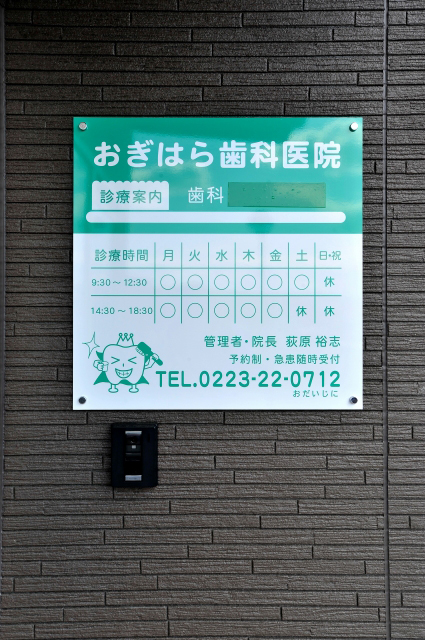 おぎはら歯科医院
診療案内 歯科
診療時間 月 火 水 木 金 土 日・祝
9:30～12:30 ○ ○ ○ ○ ○ ○ 休
14:30～18:30 ○ ○ ○ ○ ○ 休 休
管理者・院長 荻原 裕志
予約制・急患随時受付
TEL.0223-22-0712
おだいじに